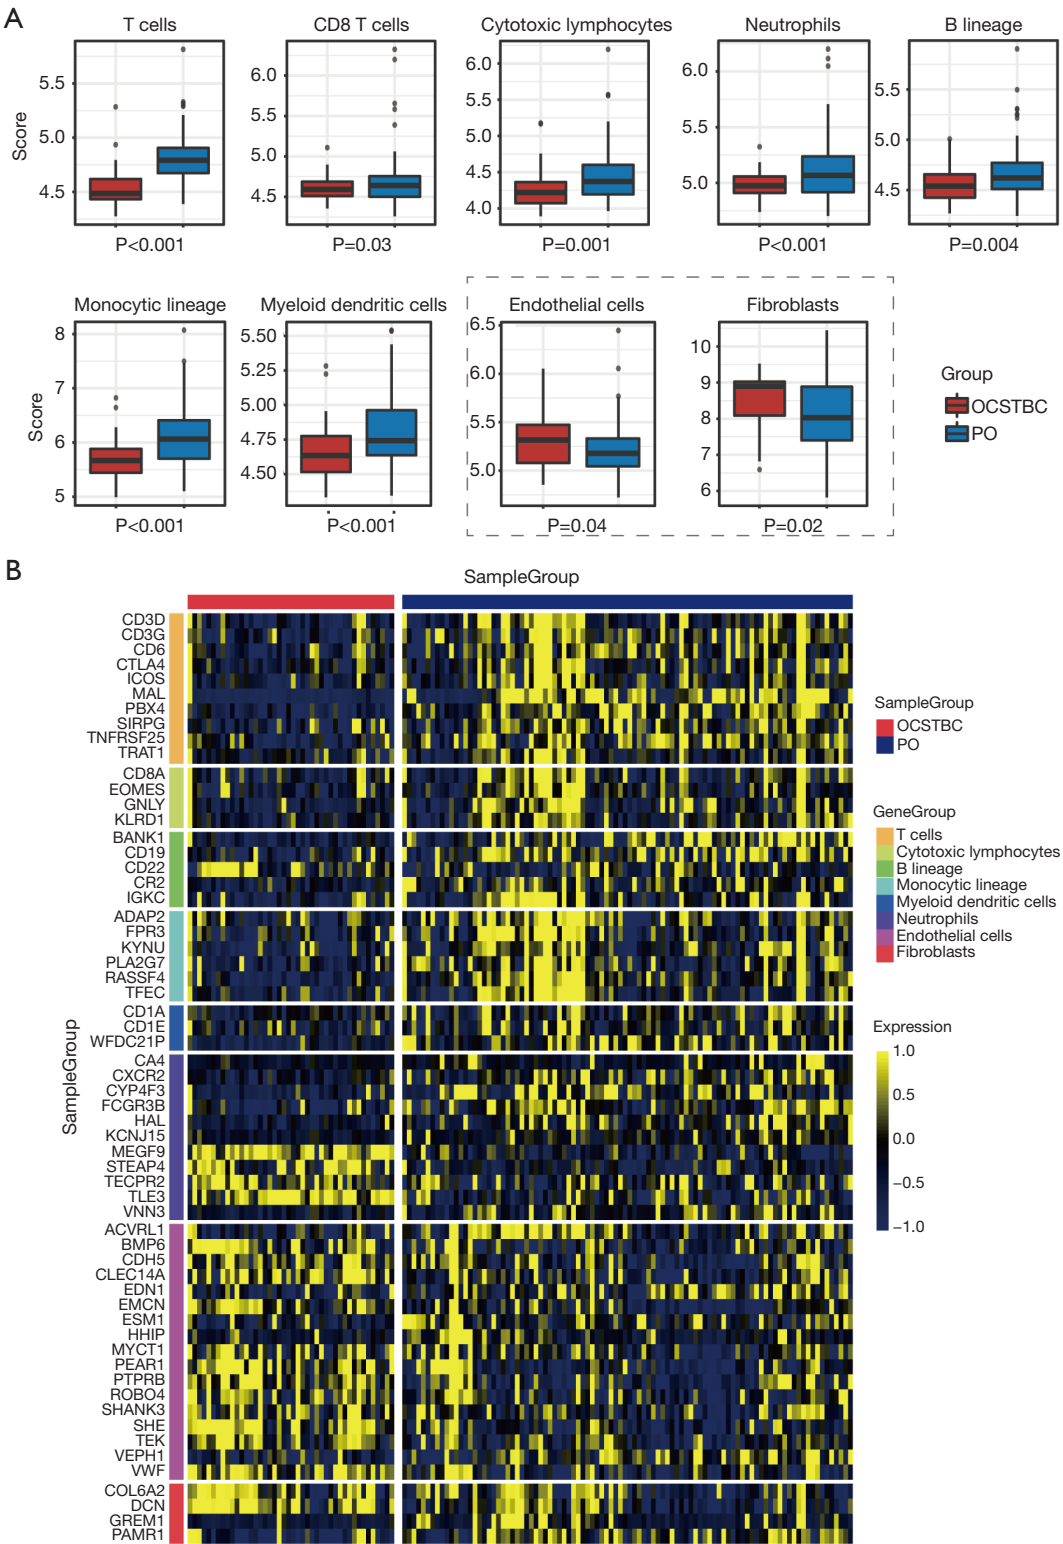 A
T cells
CD8 T cells
Cytotoxic lymphocytes
Neutrophils
B lineage
Score
5.5
5.0
4.5
6.0
5.5
5.0
4.5
6.0
5.5
5.0
4.5
4.0
6.0
5.5
5.0
5.5
5.0
4.5
P<0.001
P=0.03
P=0.001
P<0.001
P=0.004
Monocytic lineage
Myeloid dendritic cells
Endothelial cells
Fibroblasts
Score
8
7
6
5
5.50
5.25
5.00
4.75
4.50
6.5
6.0
5.5
5.0
10
9
8
7
6
P<0.001
P<0.001
P=0.04
P=0.02
Group
OCSTBC
PO
B
SampleGroup
SampleGroup
CD3D
CD3G
CD6
CTLA4
ICOS
MAL
PBX4
SIRPG
TNFRSF25
TRAT1
CD8A
EOMES
GNLY
KLRD1
BANK1
CD19
CD22
CR2
IGKC
ADAP2
FPR3
KYNU
PLA2G7
RASSF4
TFEC
CD1A
CD1E
WFDC21P
CA4
CXCR2
CYP4F3
FCGR3B
HAL
KCNJ15
MEGF9
STEAP4
TECPR2
TLE3
VNN3
ACVRL1
BMP6
CDH5
CLEC14A
EDN1
EMCN
ESM1
HHIP
MYCT1
PEAR1
PTPRB
ROBO4
SHANK3
SHE
TEK
VEPH1
VWF
COL6A2
DCN
GREM1
PAMR1
SampleGroup
OCSTBC
PO
GeneGroup
T cells
Cytotoxic lymphocytes
B lineage
Monocytic lineage
Myeloid dendritic cells
Neutrophils
Endothelial cells
Fibroblasts
Expression
1.0
0.5
0.0
−0.5
−1.0